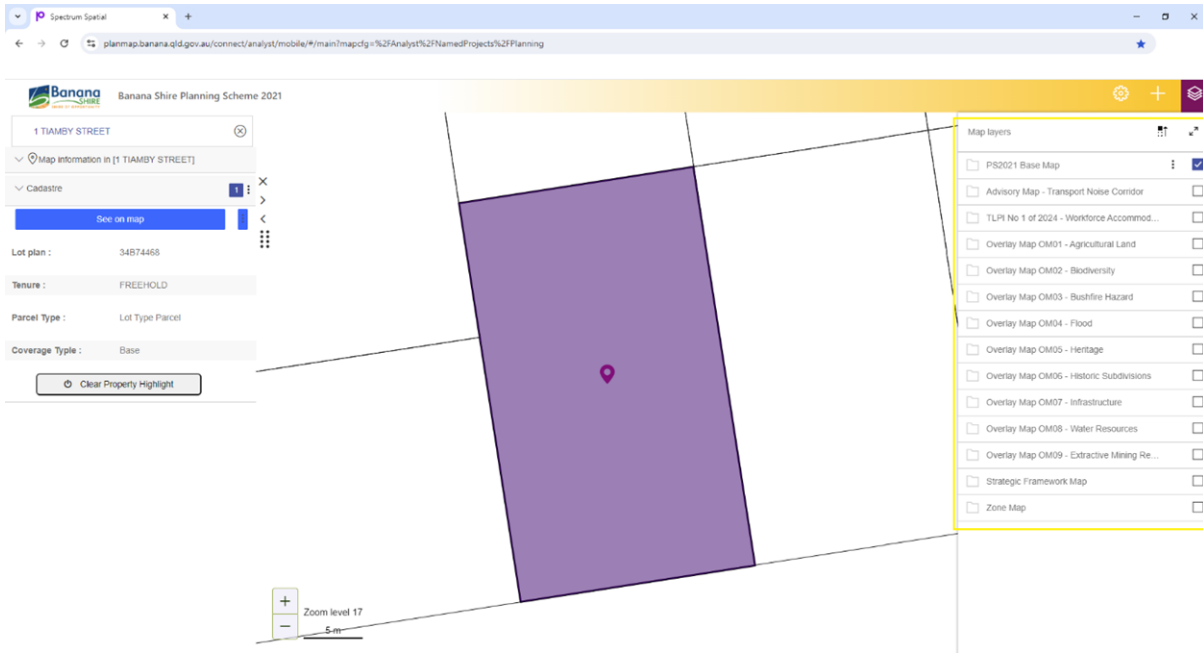 Spectrum Spatial
planmap.banana.qld.gov.au/connect/analyst/mobile/#/main?mapcfg=%2FAnalyst%2FNamedProjects%2FPlanning
Banana
SHIRE
Banana Shire Planning Scheme 2021
1 TIAMBY STREET
Map information in [1 TIAMBY STREET]
Cadastre
1
See on map
Lot plan :
34B74468
Tenure :
FREEHOLD
Parcel Type :
Lot Type Parcel
Coverage Typle :
Base
Clear Property Highlight
Zoom level 17
5 m
Map layers
PS2021 Base Map
Advisory Map - Transport Noise Corridor
TLPI No 1 of 2024 - Workforce Accommod...
Overlay Map OM01 - Agricultural Land
Overlay Map OM02 - Biodiversity
Overlay Map OM03 - Bushfire Hazard
Overlay Map OM04 - Flood
Overlay Map OM05 - Heritage
Overlay Map OM06 - Historic Subdivisions
Overlay Map OM07 - Infrastructure
Overlay Map OM08 - Water Resources
Overlay Map OM09 - Extractive Mining Re...
Strategic Framework Map
Zone Map